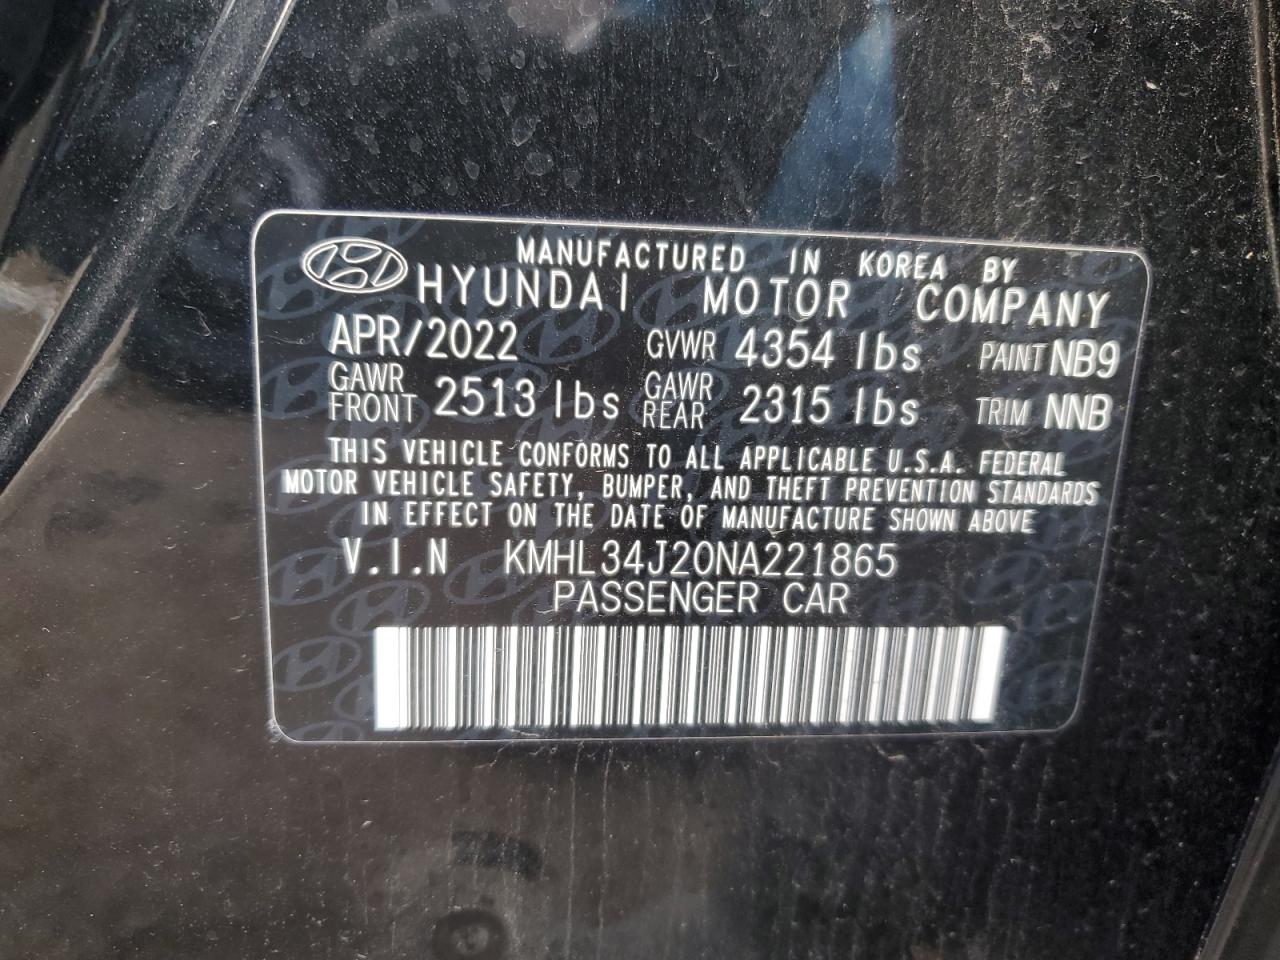 MANUFACTURED IN KOREA BY
HYUNDAI MOTOR COMPANY
APR/2022 GVWR 4354 lbs PAINT NB9
GAWR FRONT 2513 lbs GAWR REAR 2315 lbs TRIM NNB
THIS VEHICLE CONFORMS TO ALL APPLICABLE U.S.A. FEDERAL
MOTOR VEHICLE SAFETY, BUMPER, AND THEFT PREVENTION STANDARDS
IN EFFECT ON THE DATE OF MANUFACTURE SHOWN ABOVE
V.I.N KMHL34J20NA221865
PASSENGER CAR